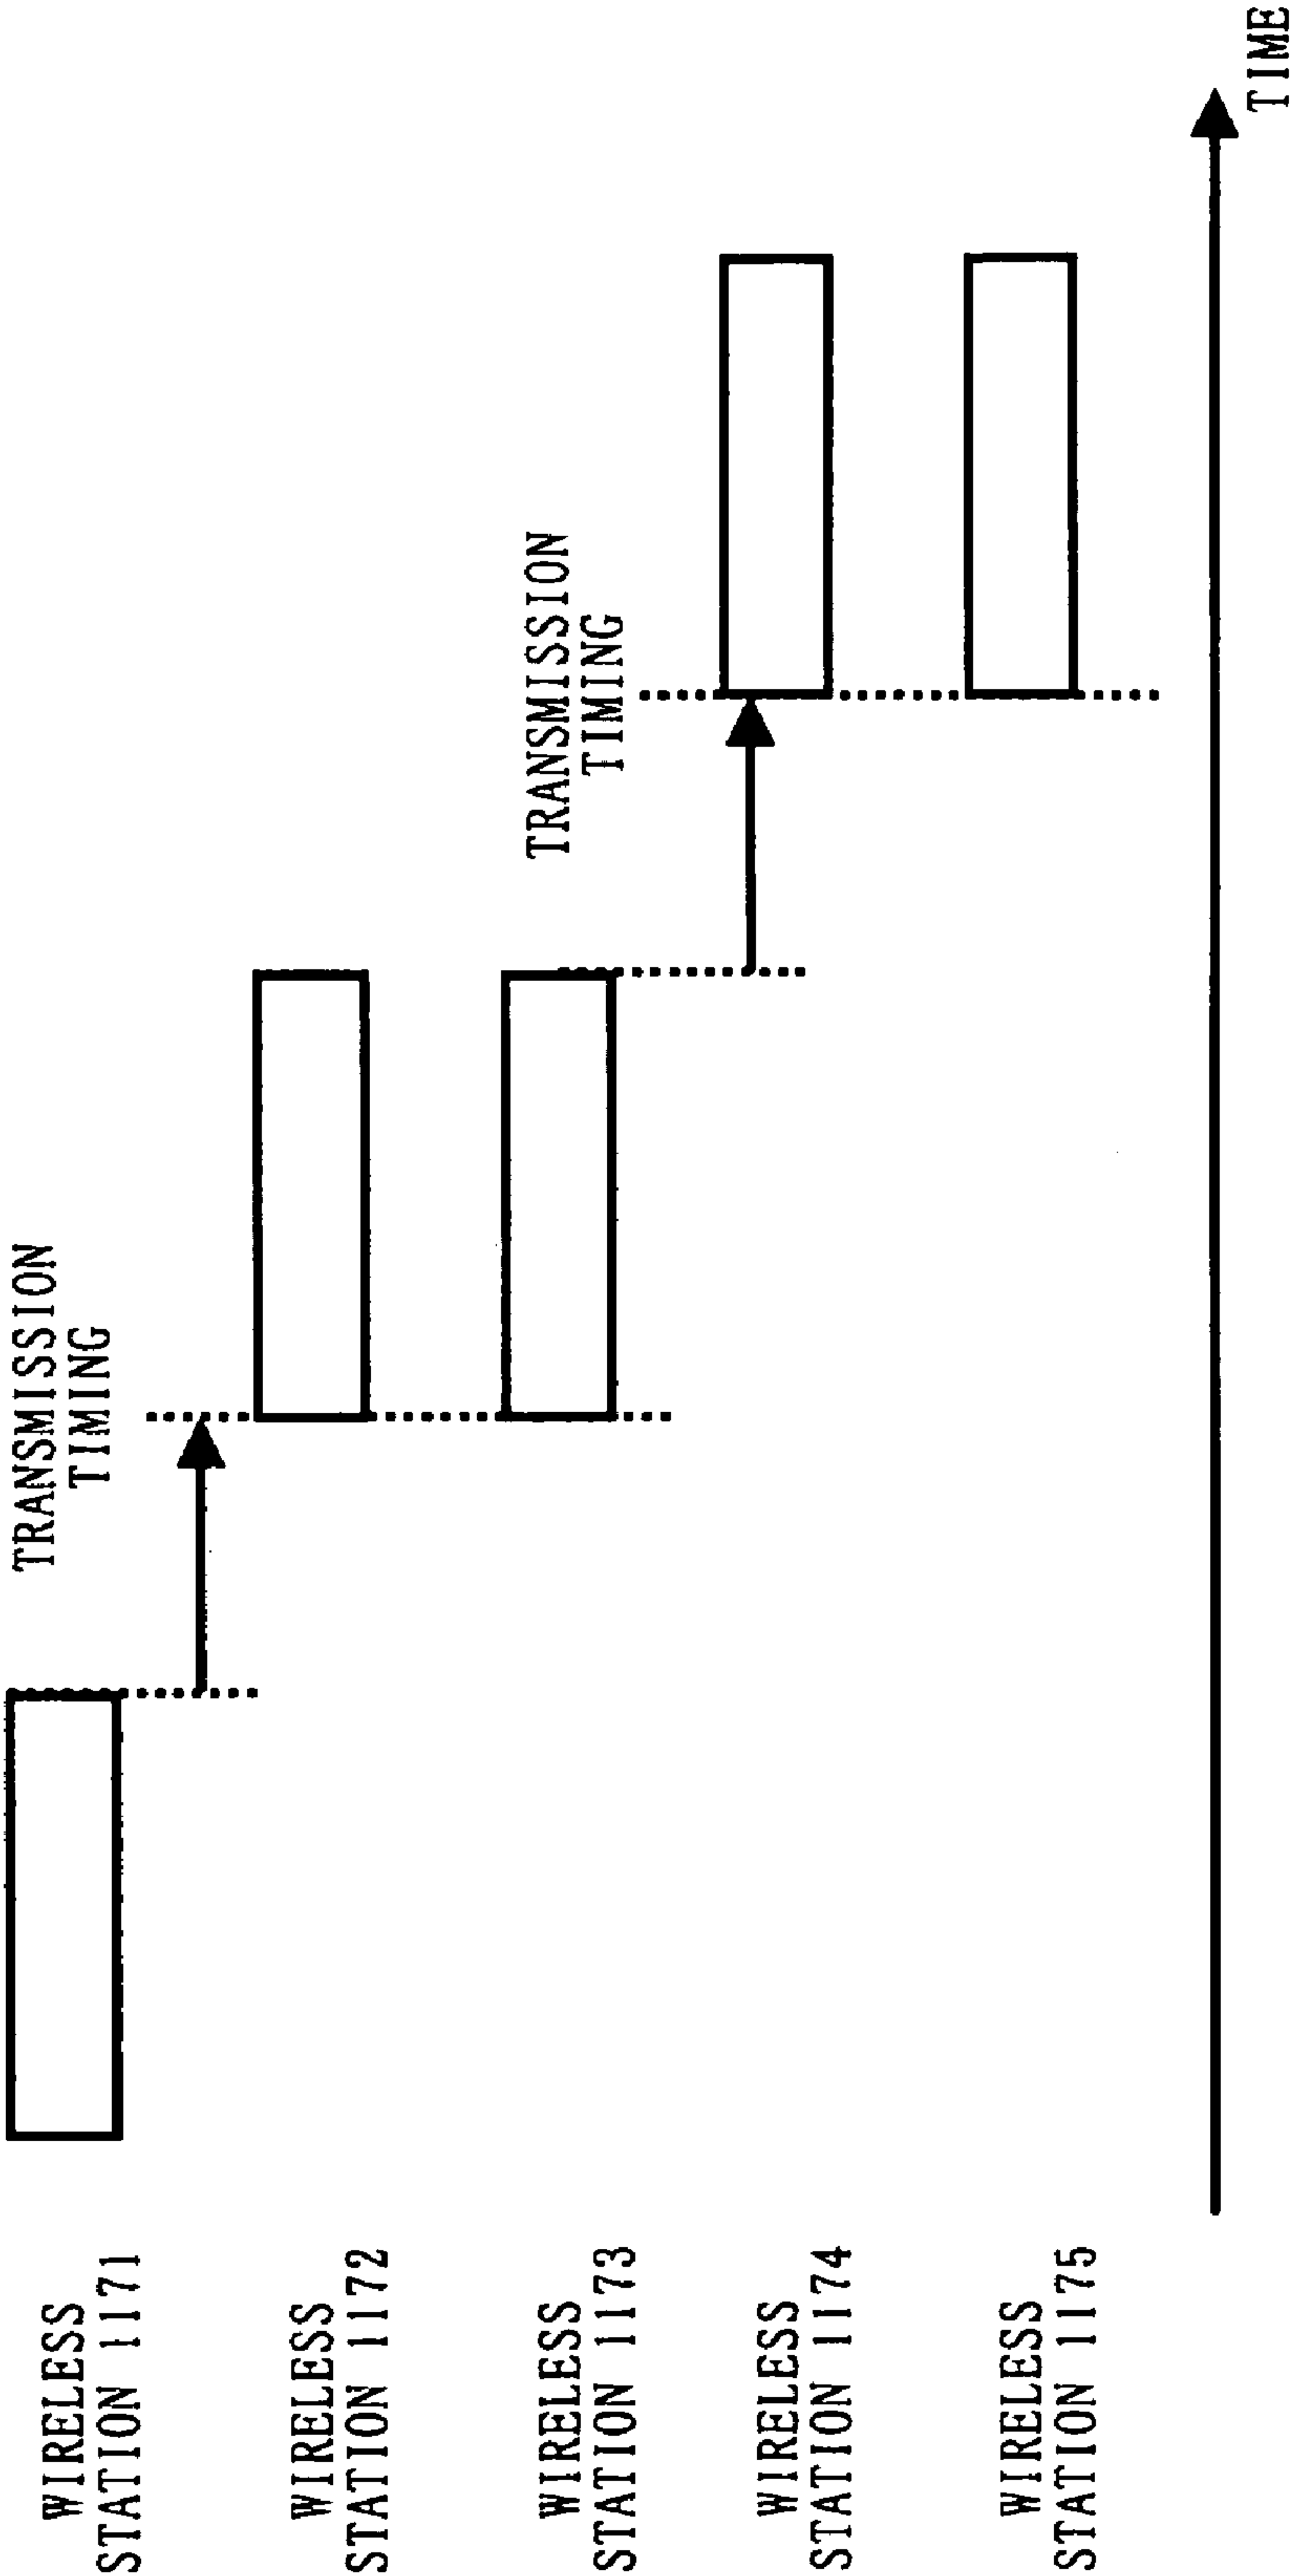 TRANSMISSION
TIMING
WIRELESS
STATION 1171
WIRELESS
STATION 1172
TRANSMISSION
TIMING
WIRELESS
STATION 1173
WIRELESS
STATION 1174
WIRELESS
STATION 1175
TIME